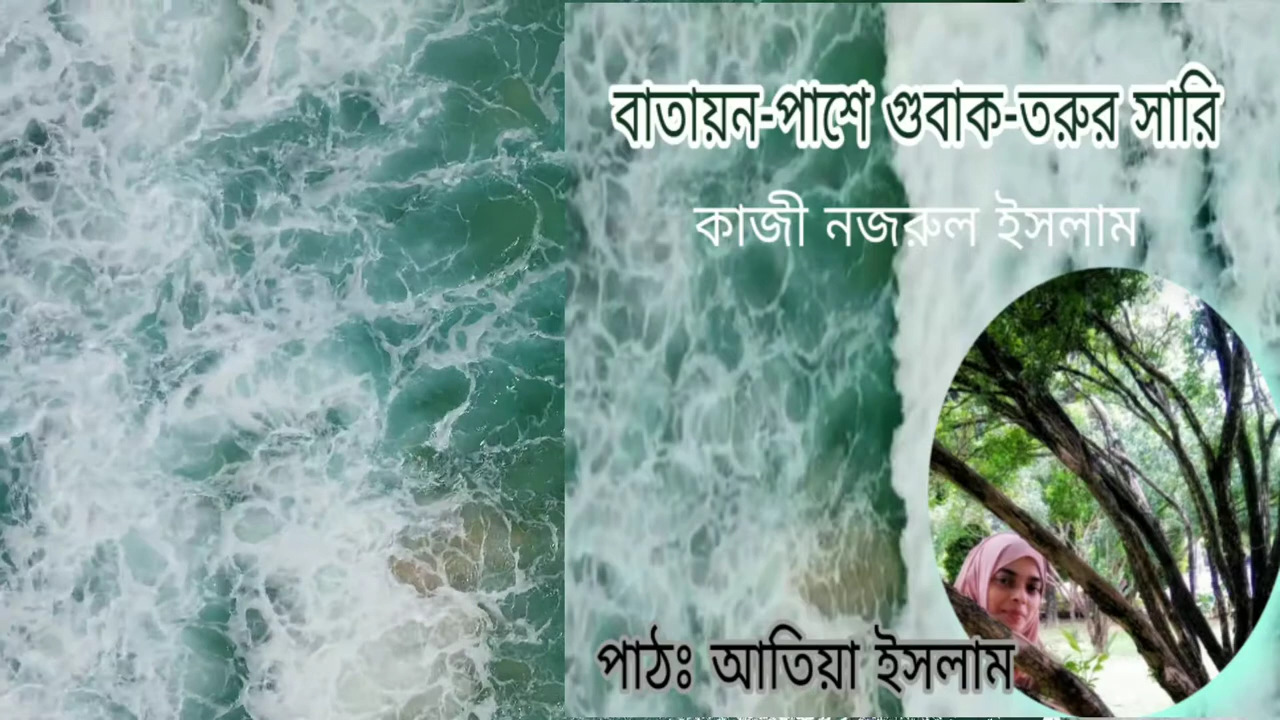 বাতায়ন-পাশে গুবাক-তরুর সারি
কাজী নজরুল ইসলাম
পাঠঃ আতিয়া ইসলাম